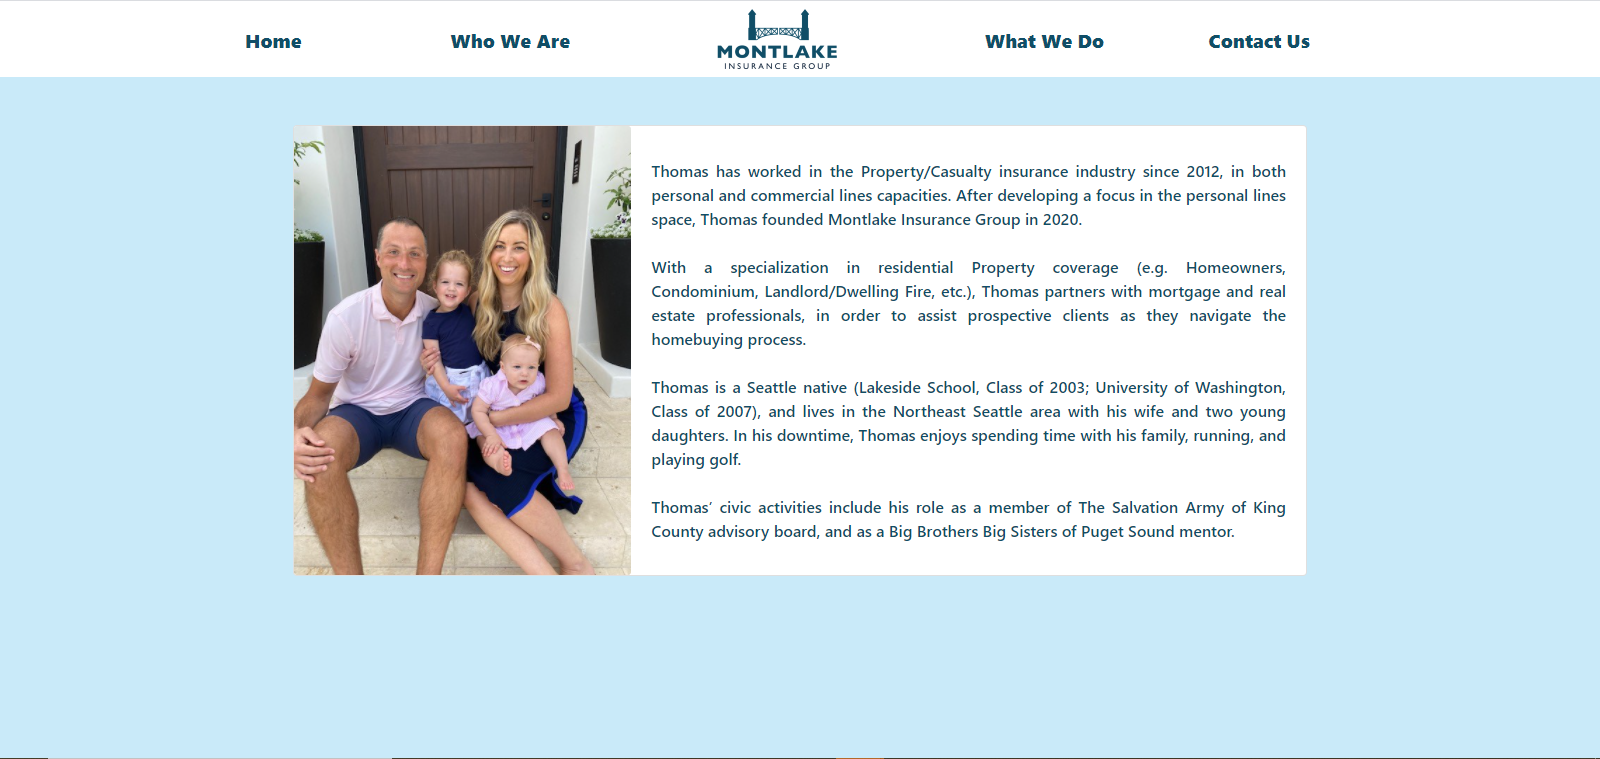 Home
Who We Are
MONTLAKE
INSURANCE GROUP
What We Do
Contact Us
Thomas has worked in the Property/Casualty insurance industry since 2012, in both
personal and commercial lines capacities. After developing a focus in the personal lines
space, Thomas founded Montlake Insurance Group in 2020.
With a specialization in residential Property coverage (e.g. Homeowners,
Condominium, Landlord/Dwelling Fire, etc.), Thomas partners with mortgage and real
estate professionals, in order to assist prospective clients as they navigate the
homebuying process.
Thomas is a Seattle native (Lakeside School, Class of 2003; University of Washington,
Class of 2007), and lives in the Northeast Seattle area with his wife and two young
daughters. In his downtime, Thomas enjoys spending time with his family, running, and
playing golf.
Thomas’ civic activities include his role as a member of The Salvation Army of King
County advisory board, and as a Big Brothers Big Sisters of Puget Sound mentor.